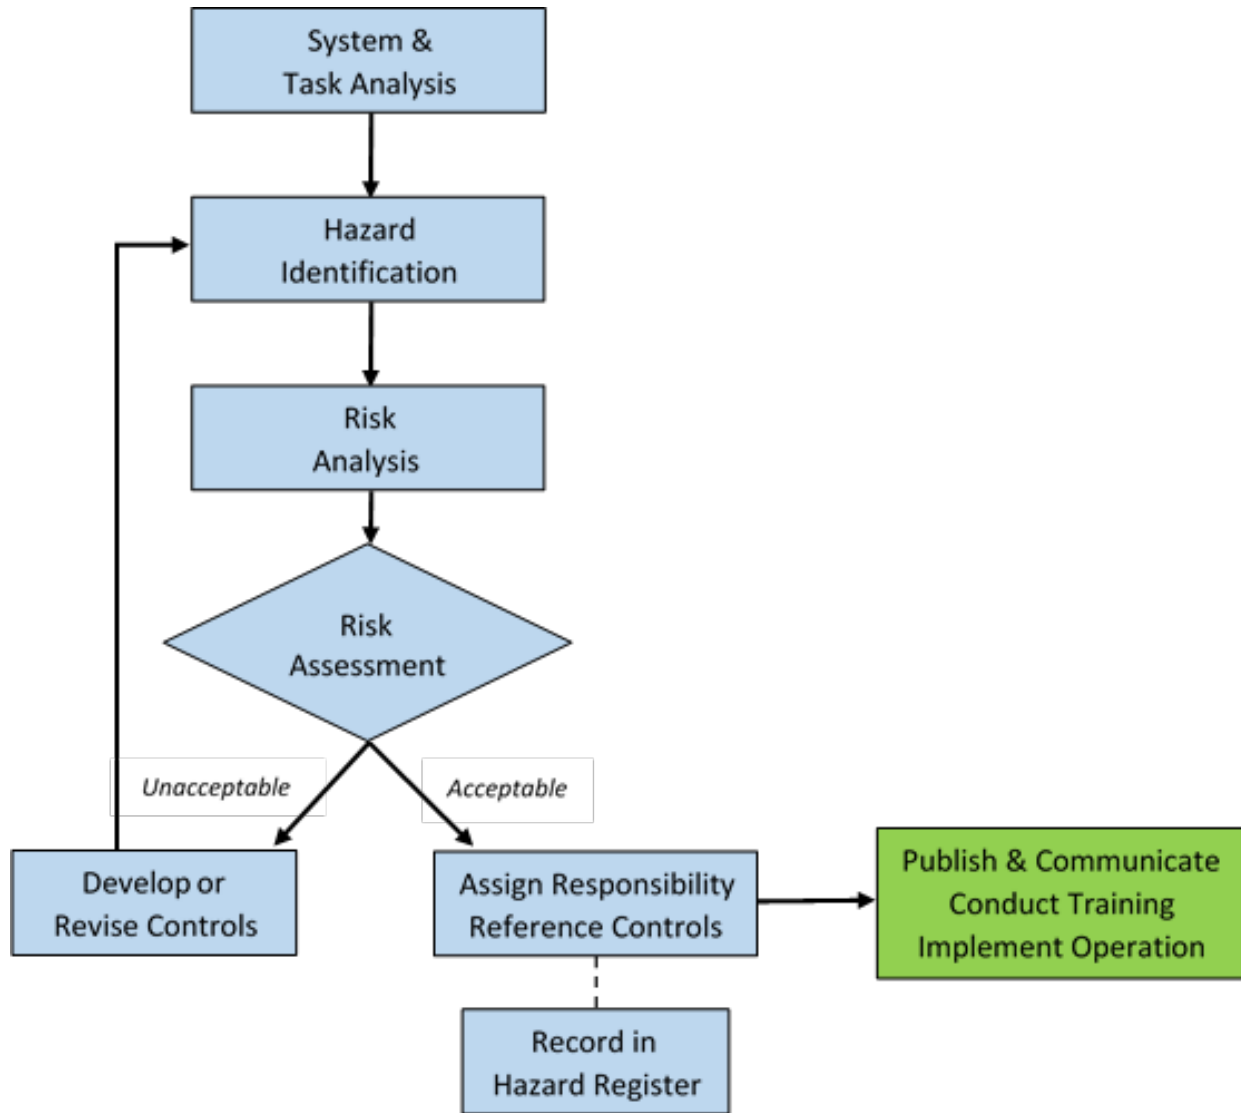 System &
Task Analysis
Hazard
Identification
Risk
Analysis
Risk
Assessment
Unacceptable
Acceptable
Develop or
Revise Controls
Assign Responsibility
Reference Controls
Publish & Communicate
Conduct Training
Implement Operation
Record in
Hazard Register